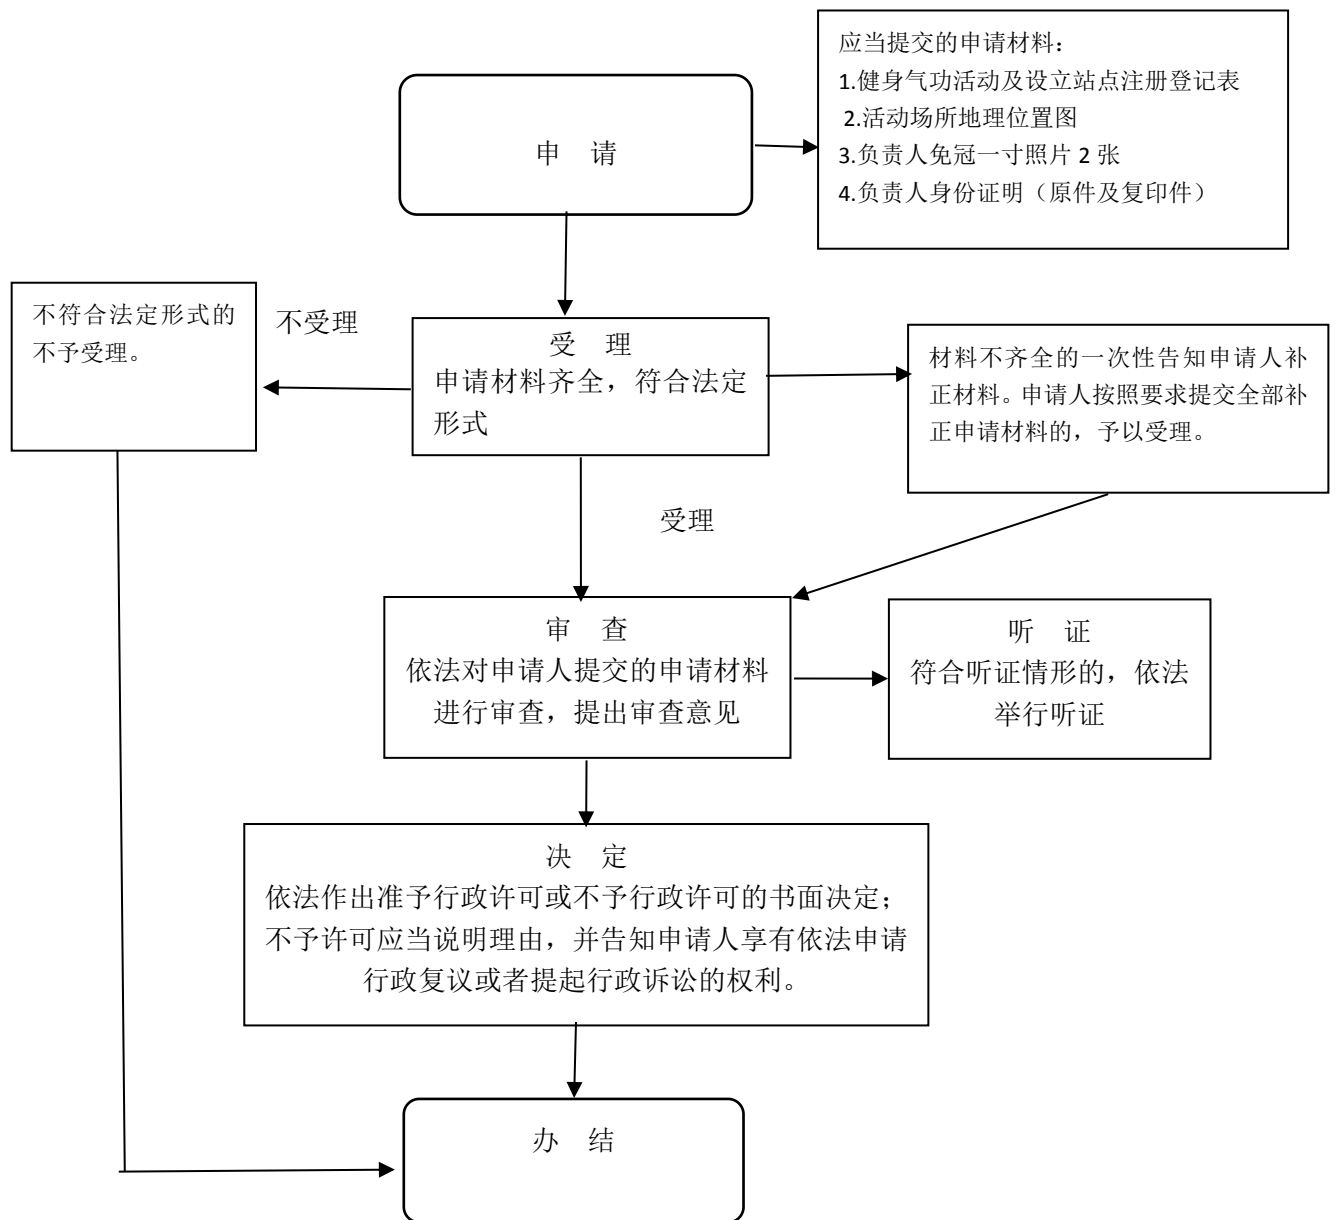 应当提交的申请材料：
1.健身气功活动及设立站点注册登记表
2.活动场所地理位置图
3.负责人免冠一寸照片 2 张
4.负责人身份证明（原件及复印件）
申　请
不符合法定形式的
不予受理。
不受理
受　理
申请材料齐全，符合法定
形式
材料不齐全的一次性告知申请人补
正材料。申请人按照要求提交全部补
正申请材料的，予以受理。
受理
审　查
依法对申请人提交的申请材料
进行审查，提出审查意见
听　证
符合听证情形的，依法
举行听证
决　定
依法作出准予行政许可或不予行政许可的书面决定；
不予许可应当说明理由，并告知申请人享有依法申请
行政复议或者提起行政诉讼的权利。
办　结